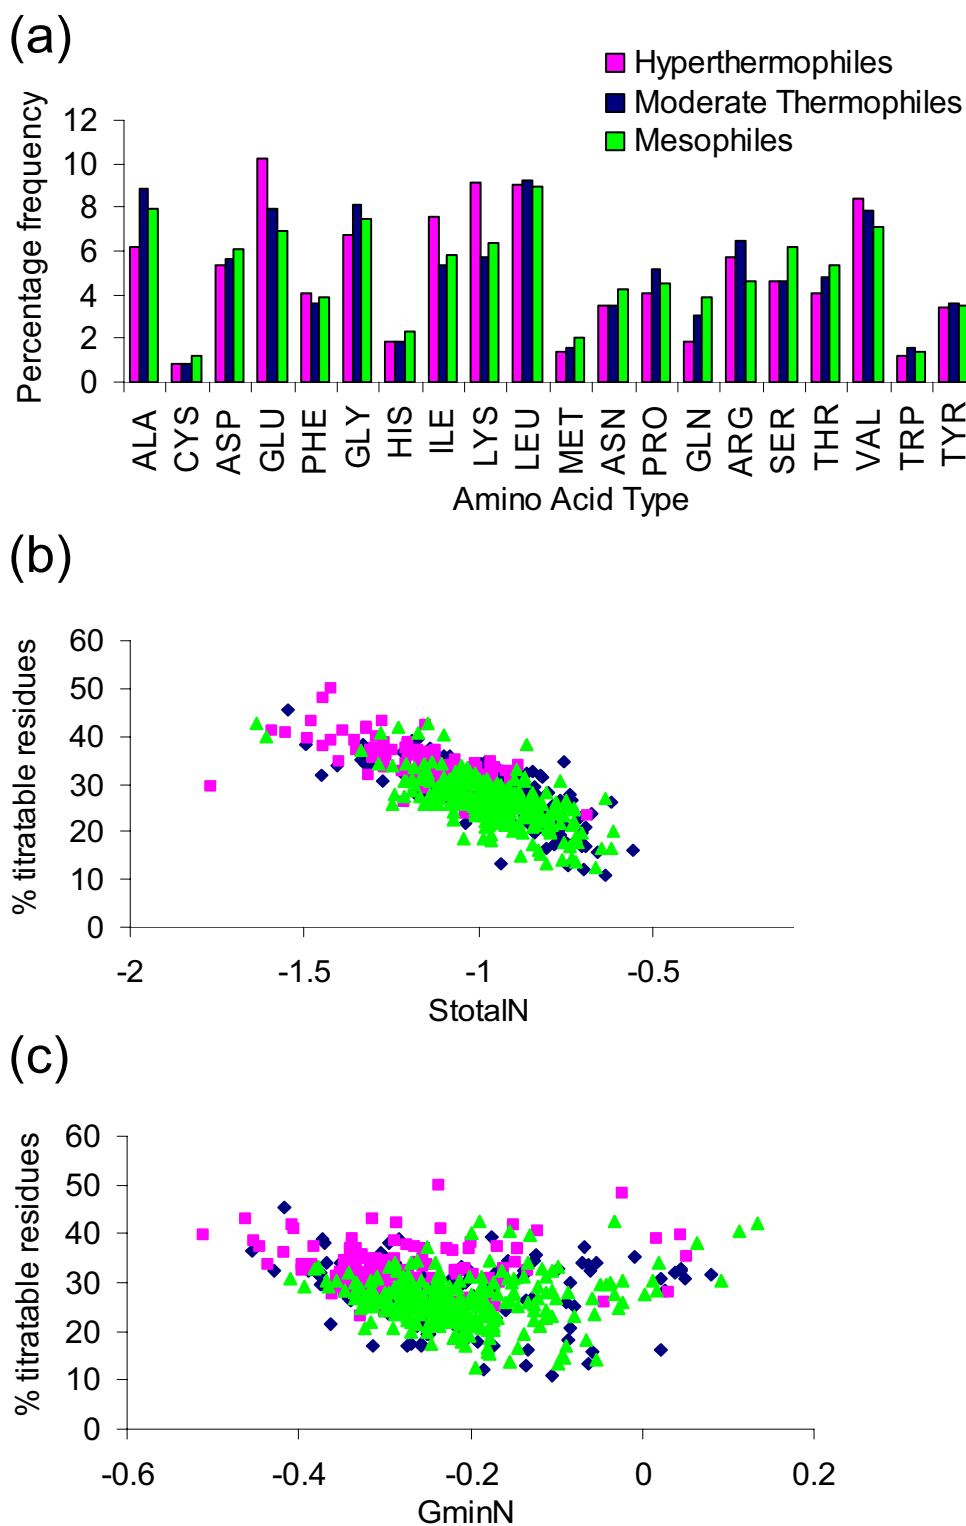 (a)
Hyperthermophiles
Moderate Thermophiles
Mesophiles
Percentage frequency
12
10
8
6
4
2
0
ALA CYS ASP GLU PHE GLY HIS ILE LYS LEU MET ASN PRO GLN ARG SER THR VAL TRP TYR
Amino Acid Type
(b)
% titratable residues
60
50
40
30
20
10
0
-2 -1.5 -1 -0.5
StotalN
(c)
% titratable residues
60
50
40
30
20
10
0
-0.6 -0.4 -0.2 0 0.2
GminN